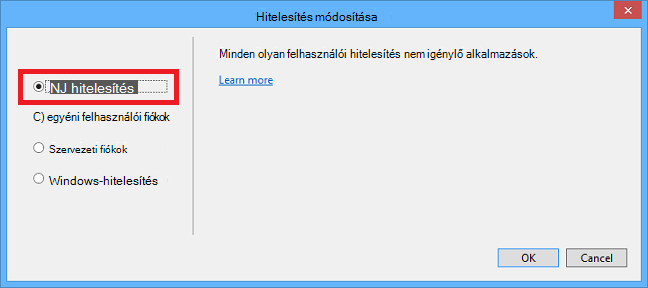 Hitelesítés módosítása
Minden olyan felhasználói hitelesítés nem igénylő alkalmazások.
Learn more
NJ hitelesítés
C) egyéni felhasználói fiókok
Szervezeti fiókok
Windows-hitelesítés
OK
Cancel